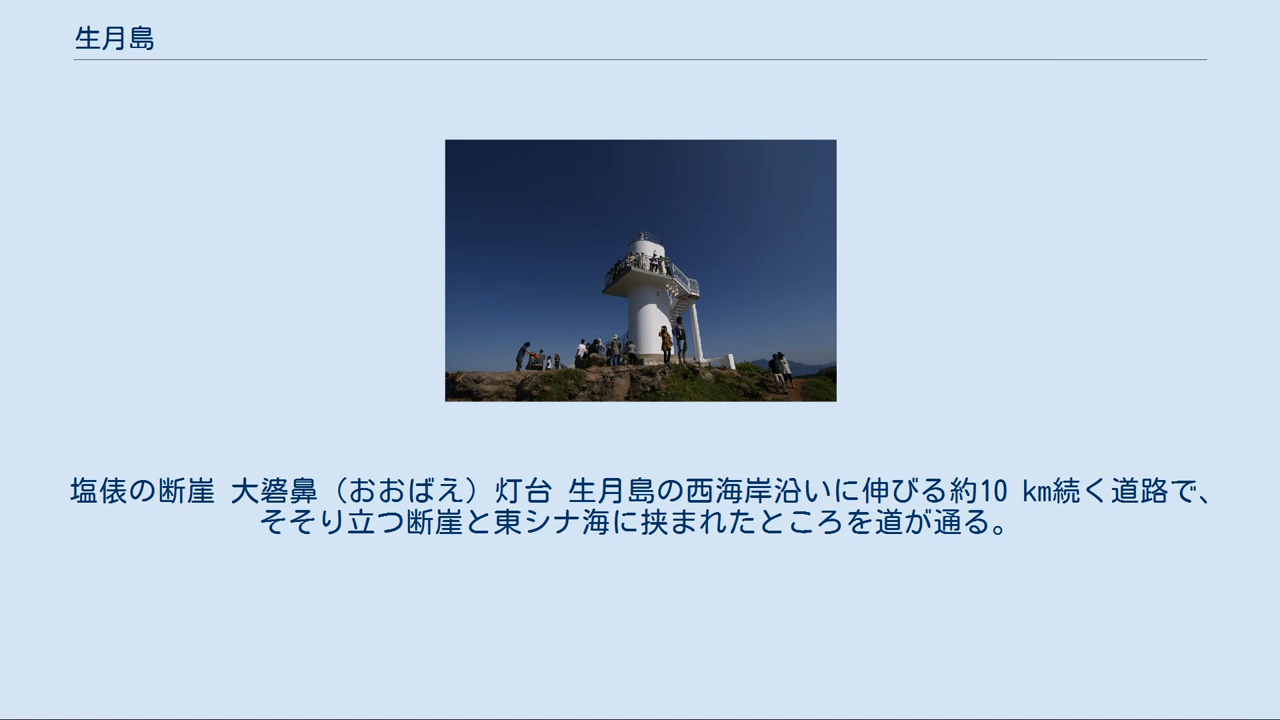 生月島
塩俵の断崖 大碆鼻（おおばえ）灯台 生月島の西海岸沿いに伸びる約10 km続く道路で、
そそり立つ断崖と東シナ海に挟まれたところを道が通る。